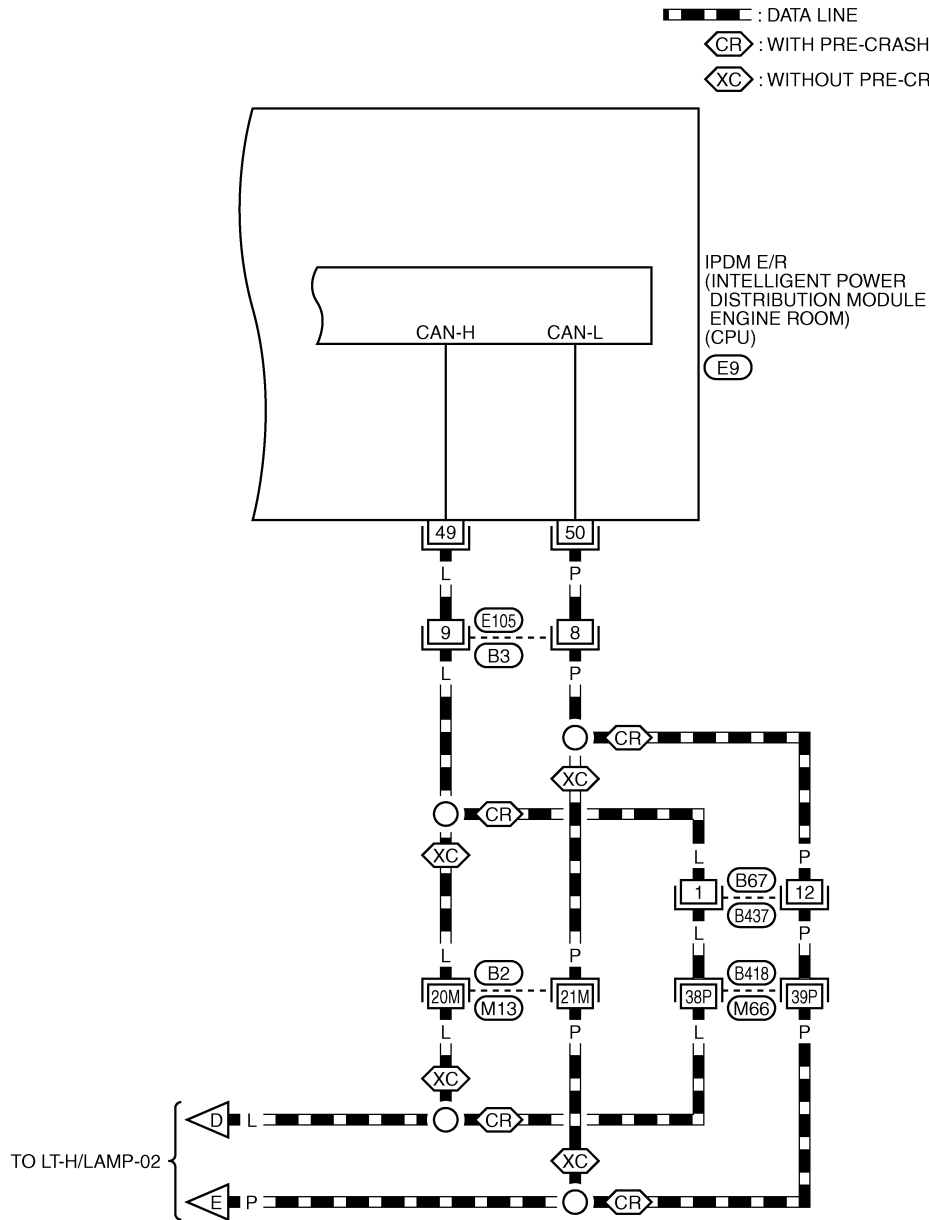 : DATA LINE
CR : WITH PRE-CRASH
XC : WITHOUT PRE-CR
IPDM E/R
(INTELLIGENT POWER
DISTRIBUTION MODULE
ENGINE ROOM)
(CPU)
E9
CAN-H CAN-L
49 50
L P
9 E105 8
B3
L P
CR
XC
CR
XC
L P
1 B67 12
B437
L P L P
20M B2 21M 38P B418 39P
M13 M66
L P L P
XC
D L CR
TO LT-H/LAMP-02
XC
E P CR